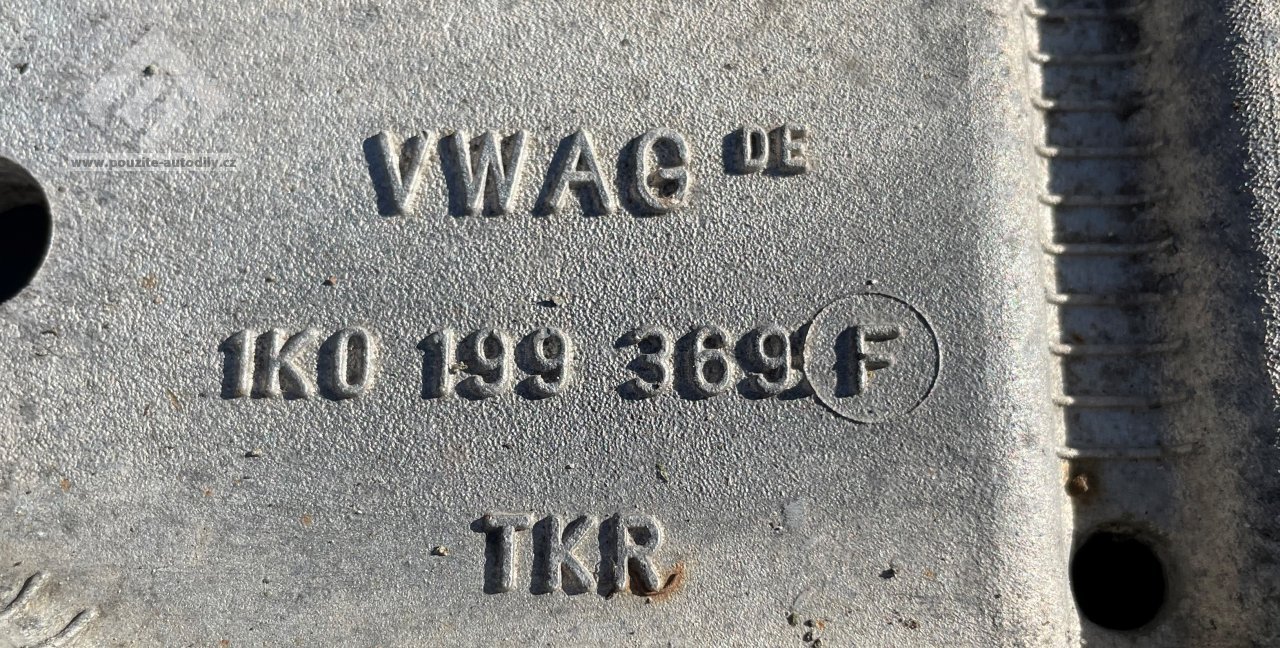 VWAG DE
www.pouzite-autodily.cz
1K0 199 369 F
TKR